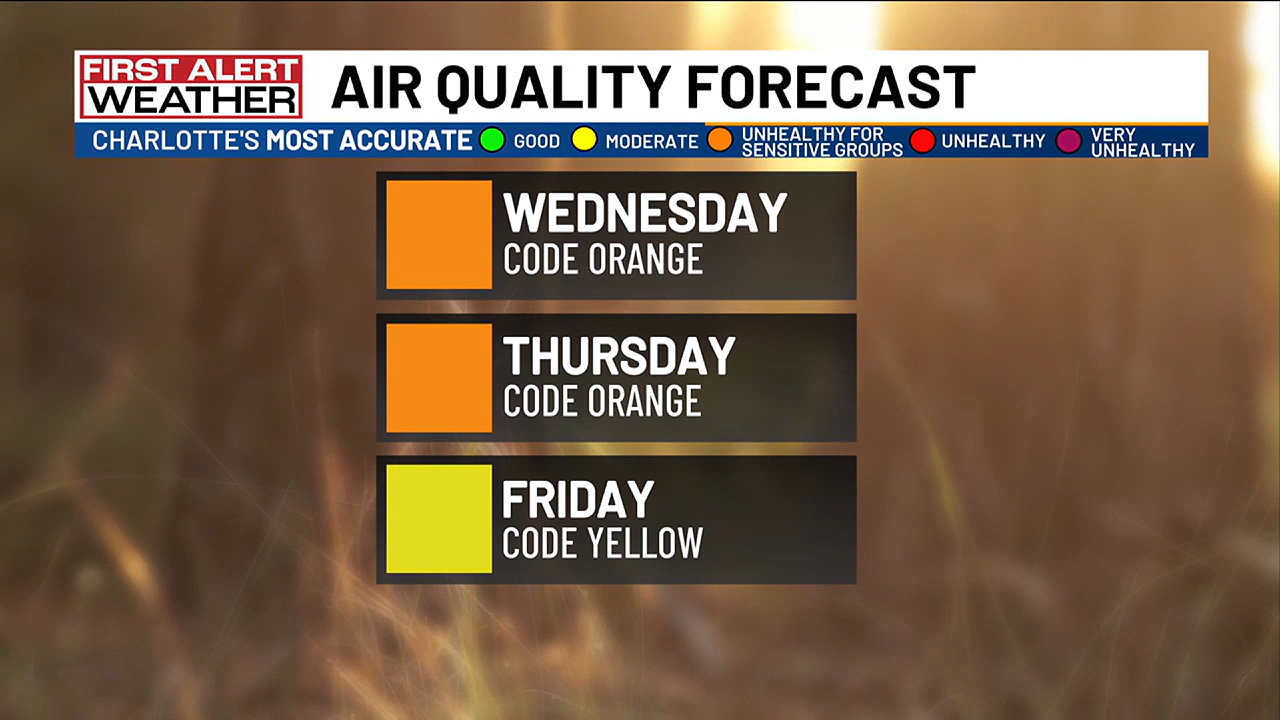 FIRST ALERT
WEATHER
AIR QUALITY FORECAST
CHARLOTTE'S MOST ACCURATE
GOOD
MODERATE
UNHEALTHY FOR
SENSITIVE GROUPS
UNHEALTHY
VERY
UNHEALTHY
WEDNESDAY
CODE ORANGE
THURSDAY
CODE ORANGE
FRIDAY
CODE YELLOW